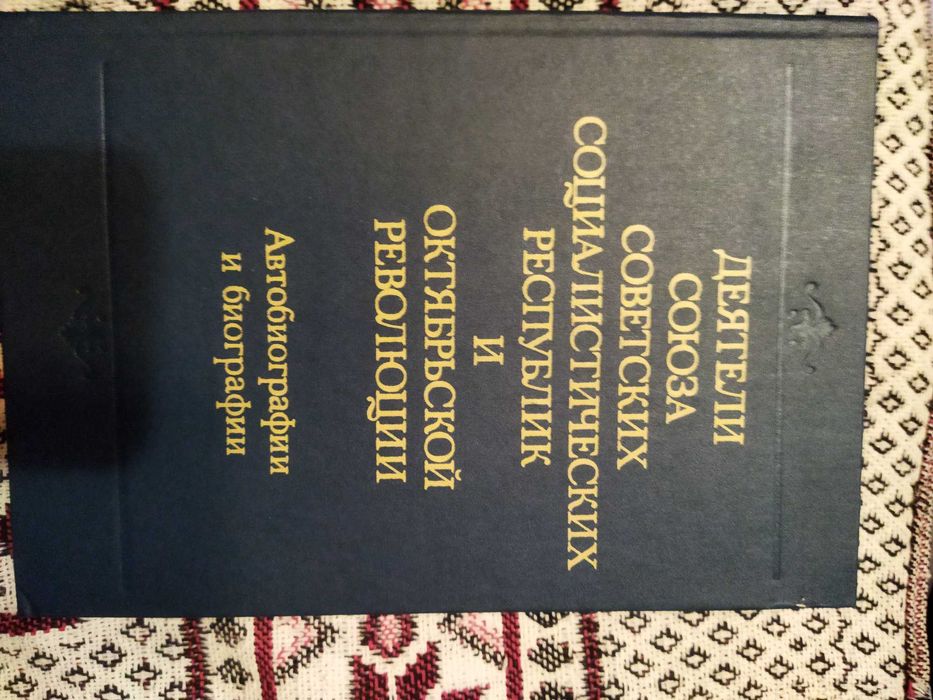 ДЕЯТЕЛИ
СОЮЗА
СОВЕТСКИХ
СОЦИАЛИСТИЧЕСКИХ
РЕСПУБЛИК
И
ОКТЯБРЬСКОЙ
РЕВОЛЮЦИИ
Автобиографии
и биографии